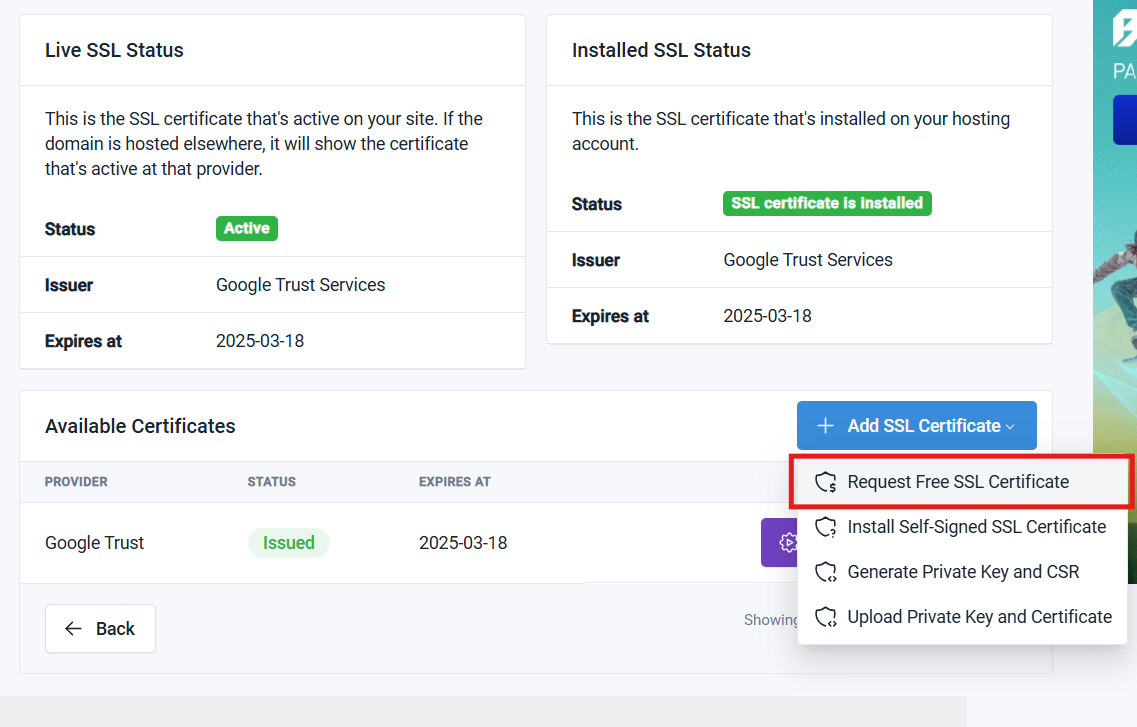 Live SSL Status
This is the SSL certificate that's active on your site. If the
domain is hosted elsewhere, it will show the certificate
that's active at that provider.
Status Active
Issuer Google Trust Services
Expires at 2025-03-18
Installed SSL Status
This is the SSL certificate that's installed on your hosting
account.
Status SSL certificate is installed
Issuer Google Trust Services
Expires at 2025-03-18
PA
Available Certificates
Add SSL Certificate
Request Free SSL Certificate
Install Self-Signed SSL Certificate
Generate Private Key and CSR
Upload Private Key and Certificate
PROVIDER STATUS EXPIRES AT
Google Trust Issued 2025-03-18
Back
Showing